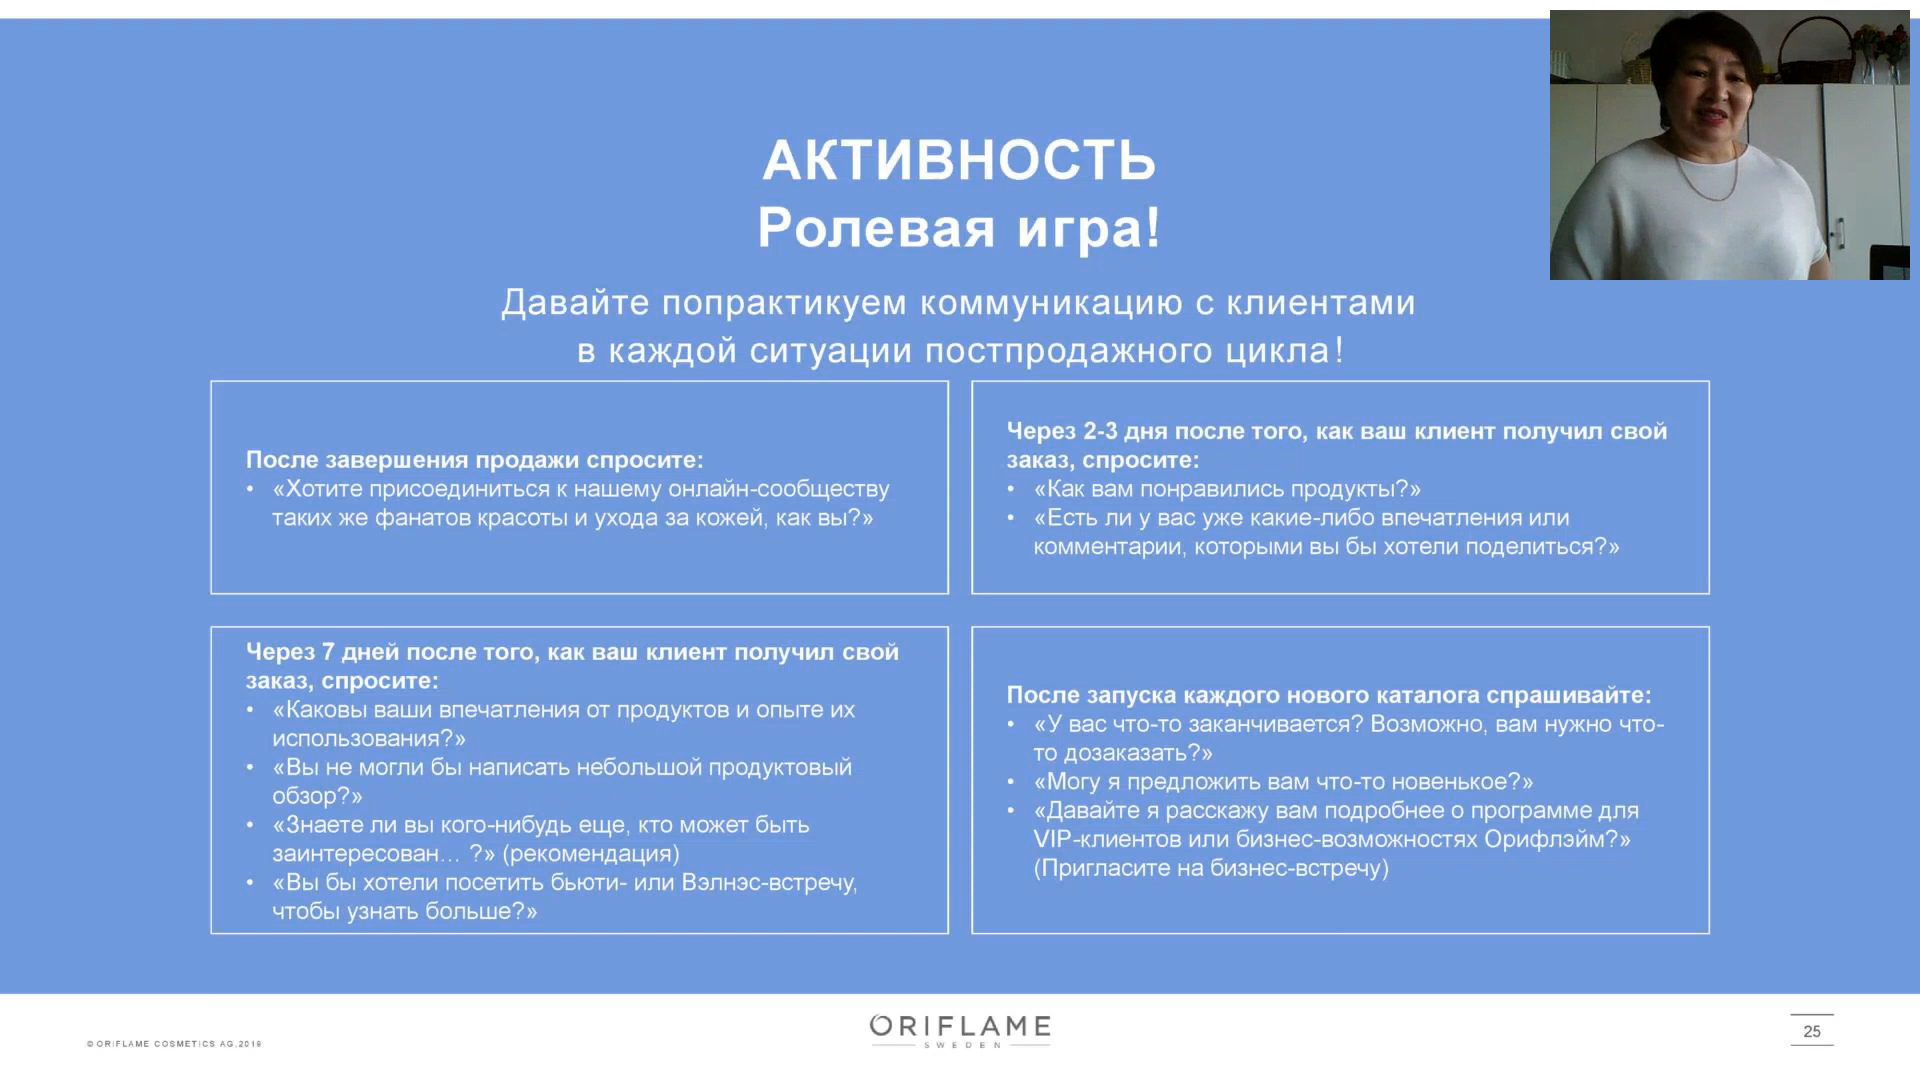 АКТИВНОСТЬ
Ролевая игра!
Давайте попрактикуем коммуникацию с клиентами
в каждой ситуации постпродажного цикла!
После завершения продажи спросите:
• «Хотите присоединиться к нашему онлайн-сообществу
таких же фанатов красоты и ухода за кожей, как вы?»
Через 2-3 дня после того, как ваш клиент получил свой
заказ, спросите:
• «Как вам понравились продукты?»
• «Есть ли у вас уже какие-либо впечатления или
комментарии, которыми вы бы хотели поделиться?»
Через 7 дней после того, как ваш клиент получил свой
заказ, спросите:
• «Каковы ваши впечатления от продуктов и опыте их
использования?»
• «Вы не могли бы написать небольшой продуктовый
обзор?»
• «Знаете ли вы кого-нибудь еще, кто может быть
заинтересован... ?» (рекомендация)
• «Вы бы хотели посетить бьюти- или Вэлнэс-встречу,
чтобы узнать больше?»
После запуска каждого нового каталога спрашивайте:
• «У вас что-то заканчивается? Возможно, вам нужно что-
то дозаказать?»
• «Могу я предложить вам что-то новенькое?»
• «Давайте я расскажу вам подробнее о программе для
VIP-клиентов или бизнес-возможностях Орифлэйм?»
(Пригласите на бизнес-встречу)
© ORIFLAME COSMETICS AG, 2019
ORIFLAME
SWEDEN
25